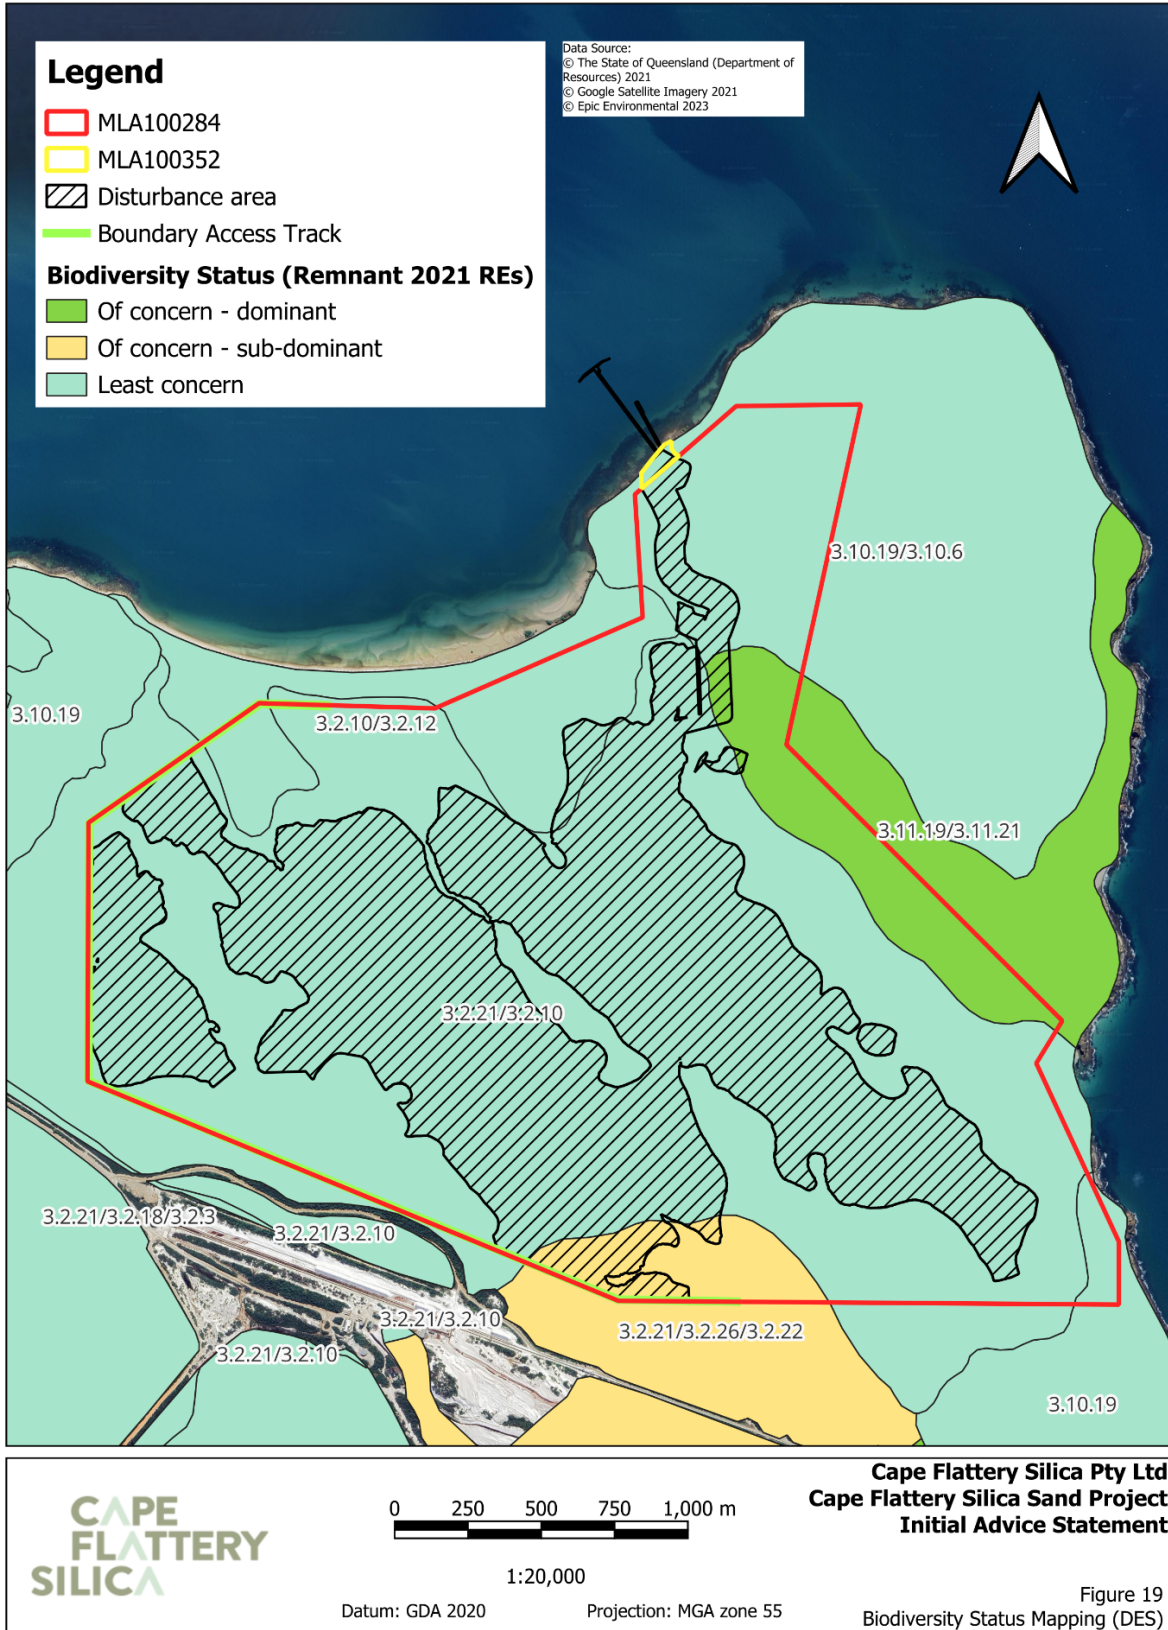 Legend
MLA100284
MLA100352
Disturbance area
Boundary Access Track
Biodiversity Status (Remnant 2021 REs)
Of concern - dominant
Of concern - sub-dominant
Least concern
Data Source:
© The State of Queensland (Department of
Resources) 2021
© Google Satellite Imagery 2021
© Epic Environmental 2023
3.10.19/3.10.6
3.10.19
3.2.10/3.2.12
3.11.19/3.11.21
3.2.21/3.2.10
3.2.21/3.2.18/3.2.3
3.2.21/3.2.10
3.2.21/3.2.10
3.2.21/3.2.26/3.2.22
3.2.21/3.2.10
3.10.19
CAPE
FLATTERY
SILICA
0 250 500 750 1,000 m
1:20,000
Datum: GDA 2020 Projection: MGA zone 55
Cape Flattery Silica Pty Ltd
Cape Flattery Silica Sand Project
Initial Advice Statement
Figure 19
Biodiversity Status Mapping (DES)